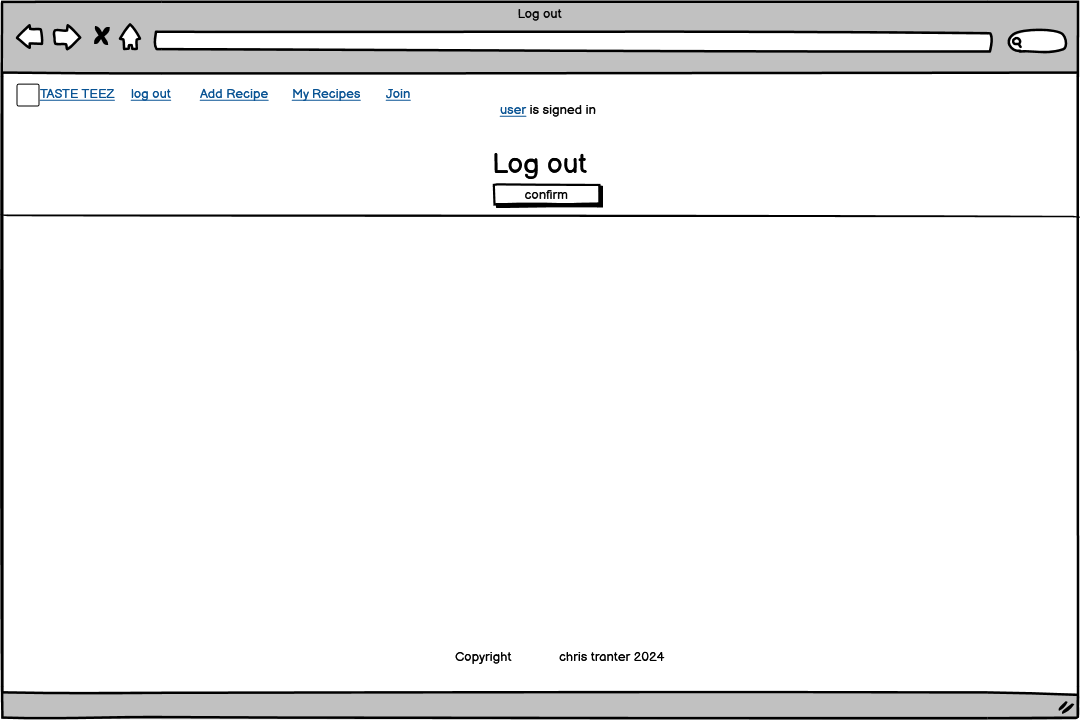 Log out
TASTE TEEZ log out Add Recipe My Recipes Join
user is signed in
Log out
confirm
Copyright chris tranter 2024